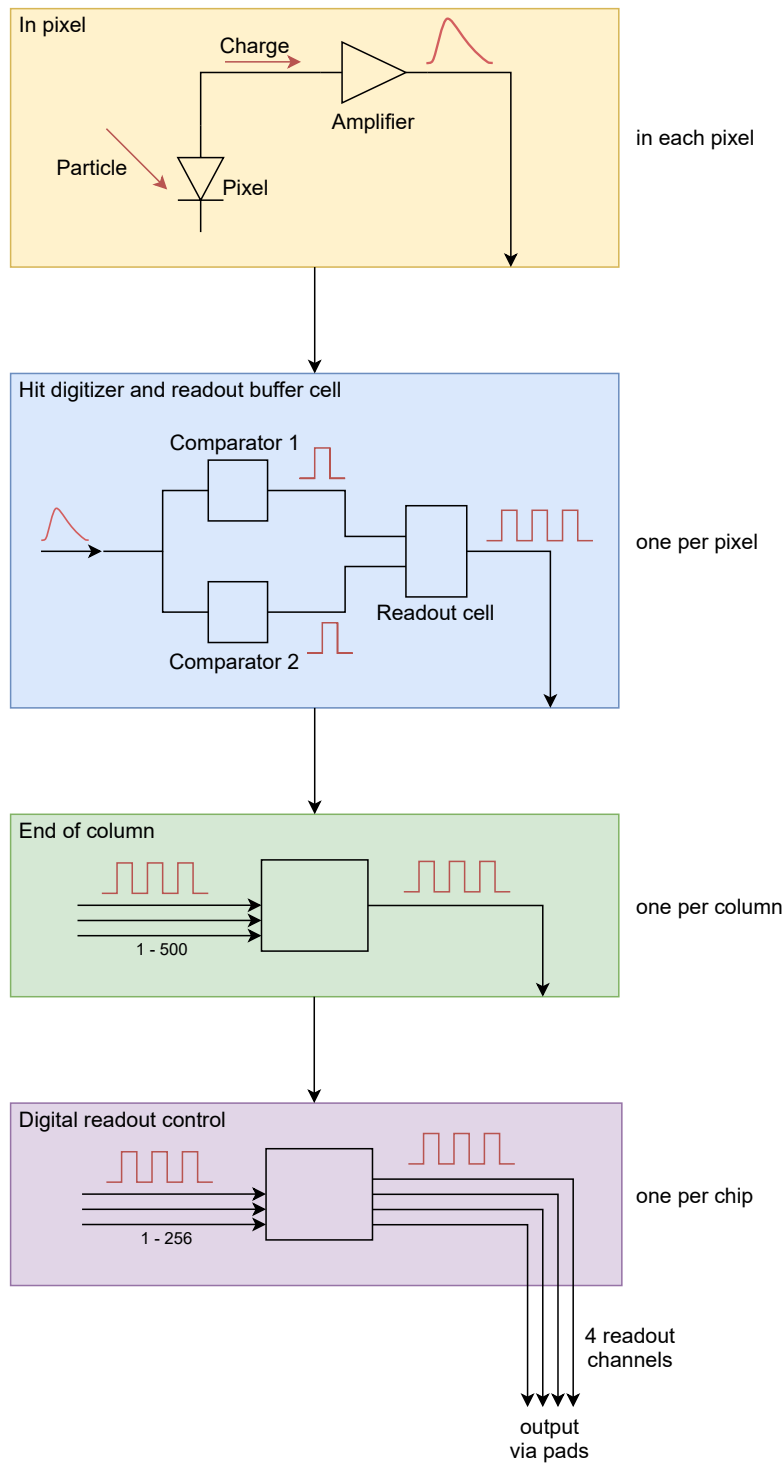 In pixel
Charge
Amplifier
Particle
Pixel
in each pixel
Hit digitizer and readout buffer cell
Comparator 1
Readout cell
Comparator 2
one per pixel
End of column
1 - 500
one per column
Digital readout control
1 - 256
one per chip
4 readout
channels
output
via pads